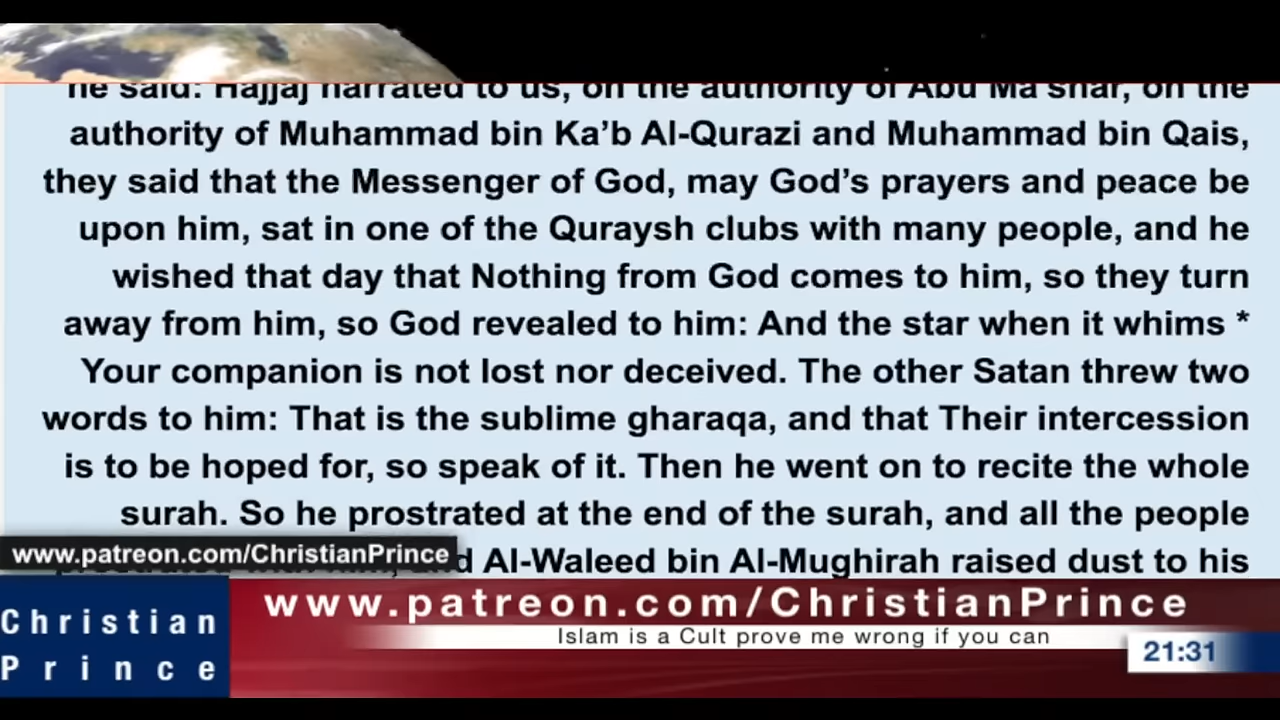 he said: Hajjaj narrated to us, on the authority of Abu Ma'shar, on the
authority of Muhammad bin Ka’b Al-Qurazi and Muhammad bin Qais,
they said that the Messenger of God, may God’s prayers and peace be
upon him, sat in one of the Quraysh clubs with many people, and he
wished that day that Nothing from God comes to him, so they turn
away from him, so God revealed to him: And the star when it whims *
Your companion is not lost nor deceived. The other Satan threw two
words to him: That is the sublime gharaqa, and that Their intercession
is to be hoped for, so speak of it. Then he went on to recite the whole
surah. So he prostrated at the end of the surah, and all the people
Al-Waleed bin Al-Mughirah raised dust to his
www.patreon.com/ChristianPrince
www.patreon.com/ChristianPrince
Islam is a Cult prove me wrong if you can
Christian
Prince
21:31